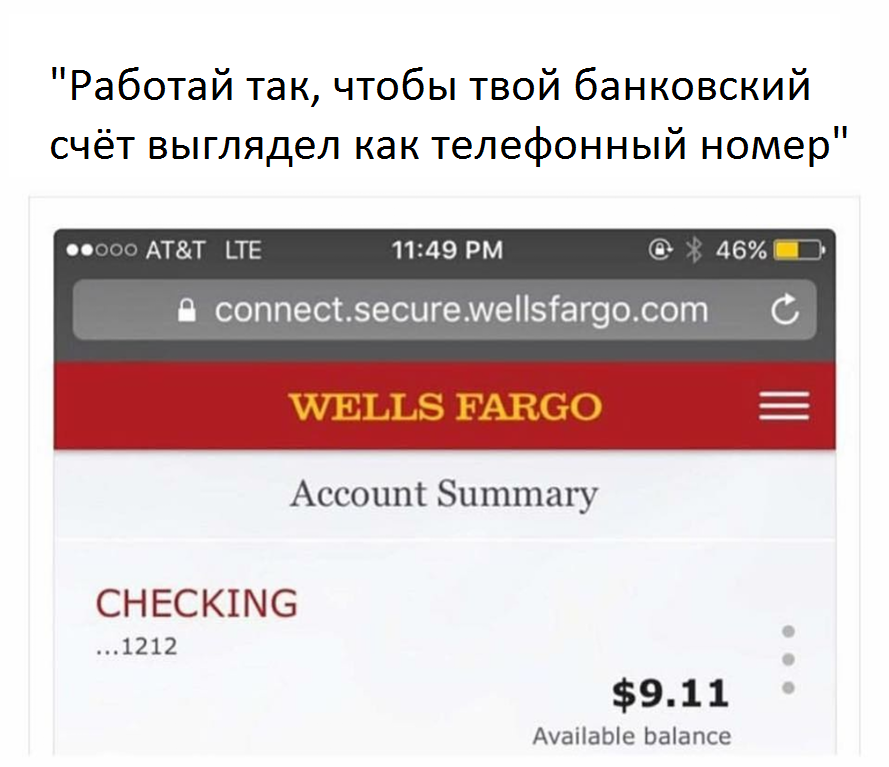 "Работай так, чтобы твой банковский
счёт выглядел как телефонный номер"
AT&T LTE 11:49 PM 46%
connect.secure.wellsfargo.com
WELLS FARGO
Account Summary
CHECKING
...1212
$9.11
Available balance